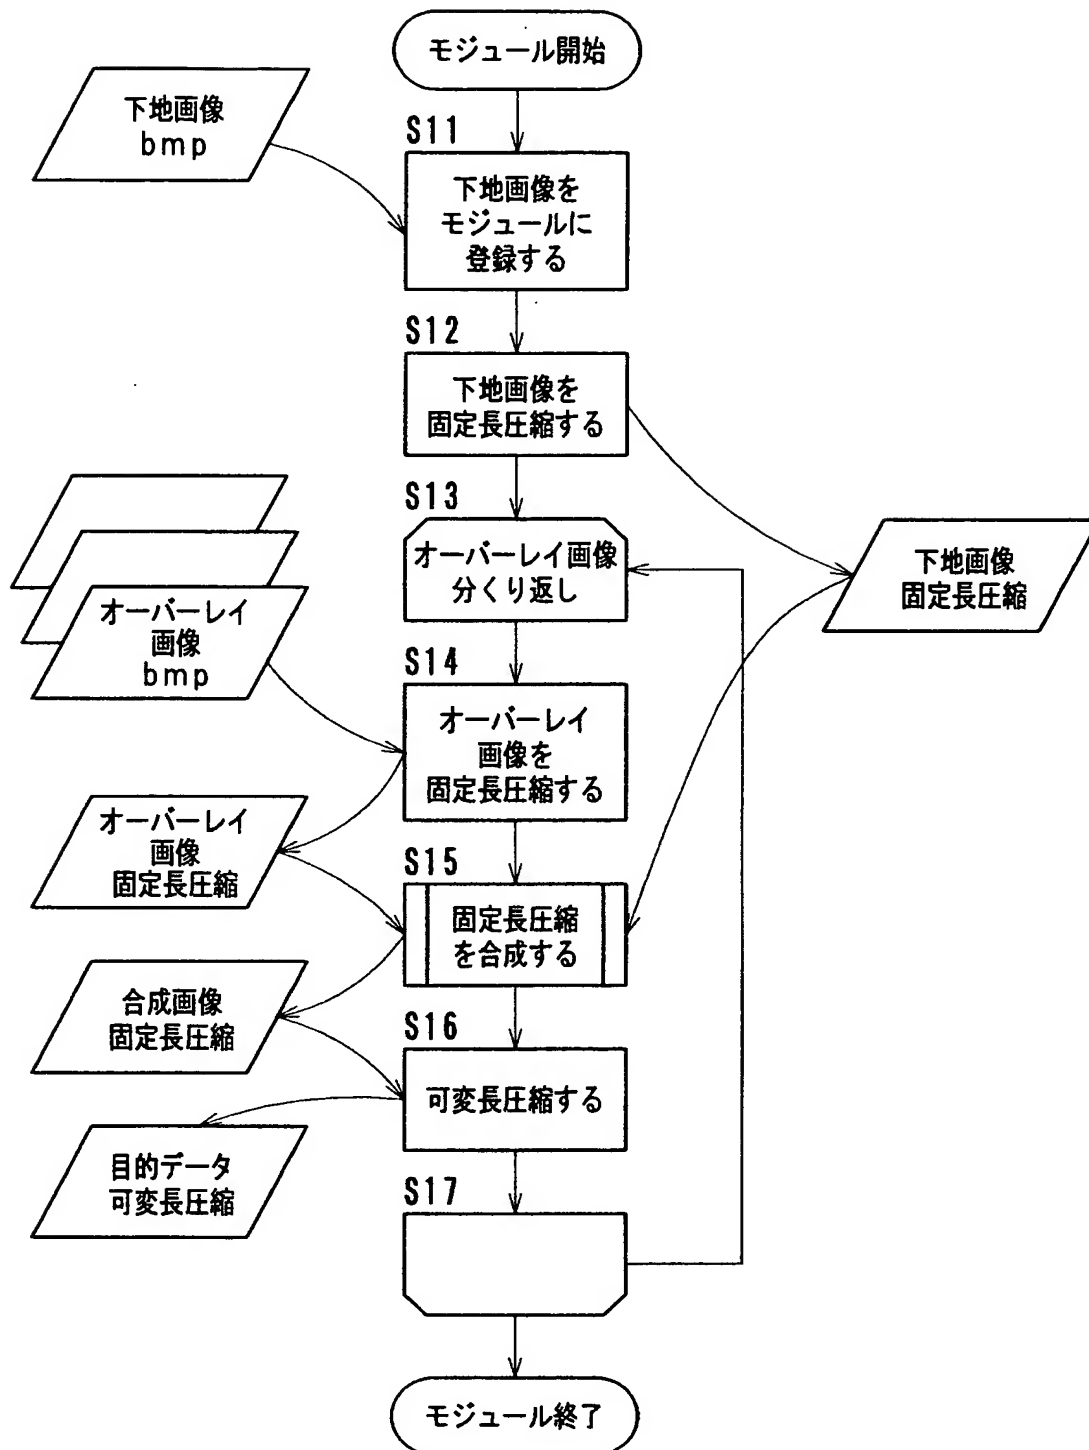 モジュール開始
下地画像
bmp
S11
下地画像を
モジュールに
登録する
S12
下地画像を
固定長圧縮する
S13
オーバーレイ画像
分くり返し
下地画像
固定長圧縮
オーバーレイ
画像
bmp
S14
オーバーレイ
画像を
固定長圧縮する
オーバーレイ
画像
固定長圧縮
S15
固定長圧縮
を合成する
合成画像
固定長圧縮
S16
可変長圧縮する
目的データ
可変長圧縮
S17
モジュール終了